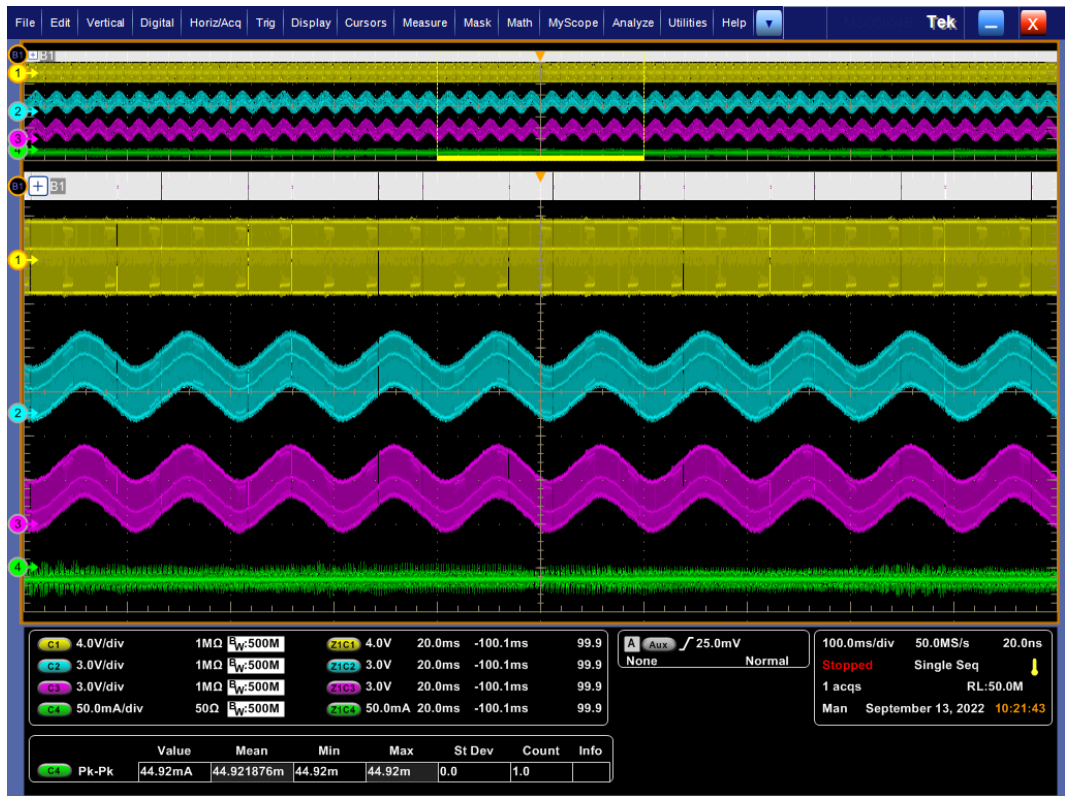 File Edit Vertical Digital Horiz/Acq Trig Display Cursors Measure Mask Math MyScope Analyze Utilities Help Tek X
B1 + B1
1
2
3
4
B1 + B1
1
2
3
4
C1 4.0V/div 1MΩ BW:500M Z1C1 4.0V 20.0ms -100.1ms 99.9 A Aux 25.0mV 100.0ms/div 50.0MS/s 20.0ns
C2 3.0V/div 1MΩ BW:500M Z1C2 3.0V 20.0ms -100.1ms 99.9 None Normal Stopped Single Seq
C3 3.0V/div 1MΩ BW:500M Z1C3 3.0V 20.0ms -100.1ms 99.9 1 acqs RL:50.0M
C4 50.0mA/div 50Ω BW:500M Z1C4 50.0mA 20.0ms -100.1ms 99.9 Man September 13, 2022 10:21:43
Value Mean Min Max St Dev Count Info
C4 Pk-Pk 44.92mA 44.921876m 44.92m 44.92m 0.0 1.0